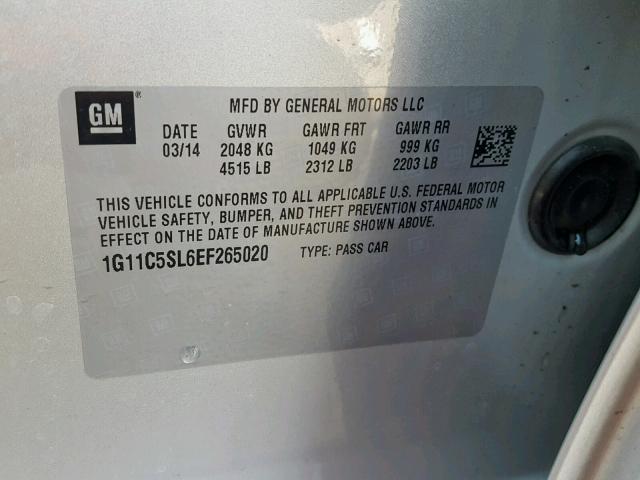 GM ®
MFD BY GENERAL MOTORS LLC
DATE GVWR GAWR FRT GAWR RR
03/14 2048 KG 1049 KG 999 KG
4515 LB 2312 LB 2203 LB
THIS VEHICLE CONFORMS TO ALL APPLICABLE U.S. FEDERAL MOTOR
VEHICLE SAFETY, BUMPER, AND THEFT PREVENTION STANDARDS IN
EFFECT ON THE DATE OF MANUFACTURE SHOWN ABOVE.
1G11C5SL6EF265020 TYPE: PASS CAR